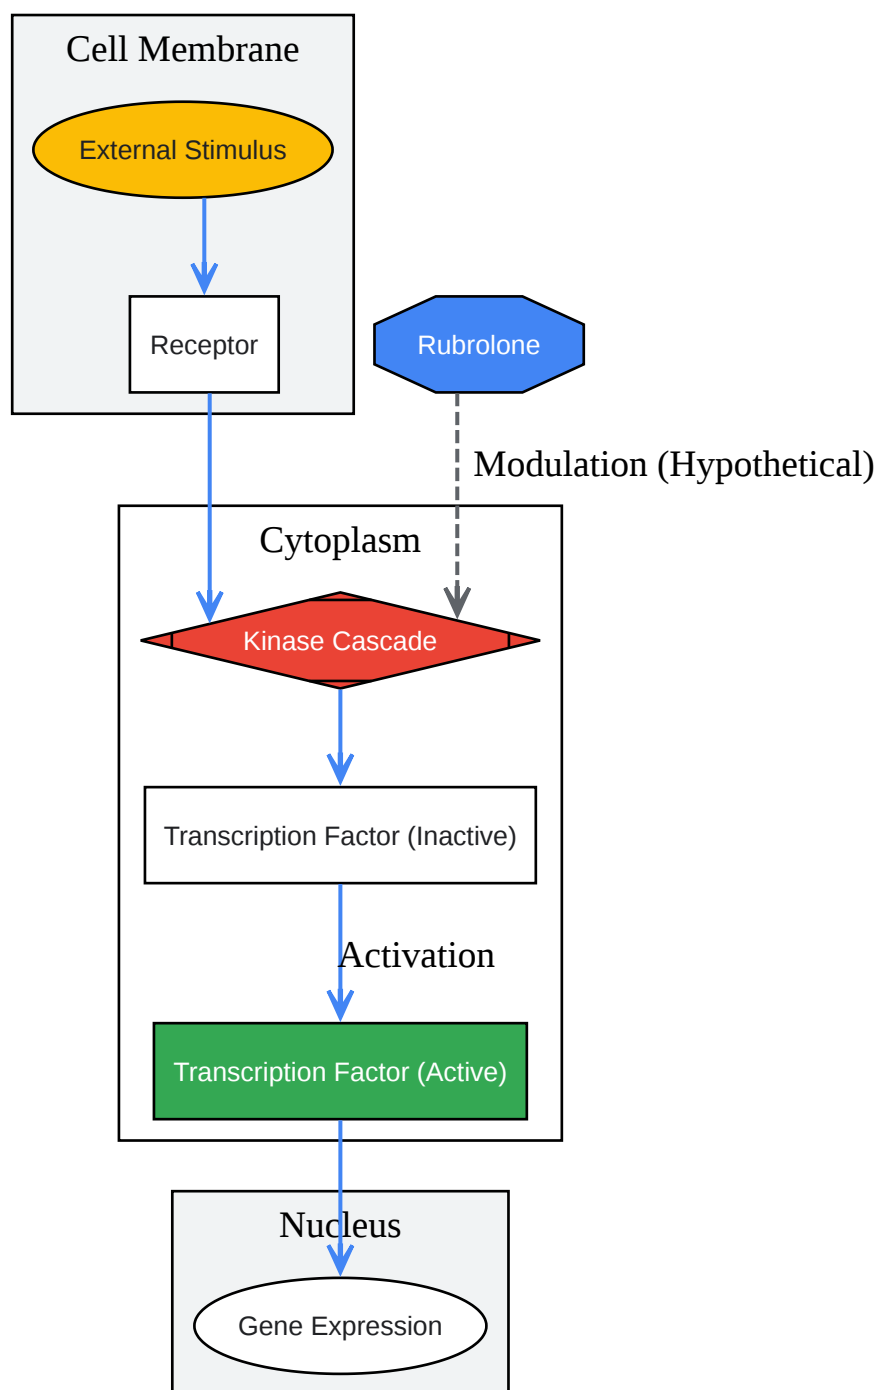 Cell Membrane
External Stimulus
Receptor
Rubrolone
Modulation (Hypothetical)
Cytoplasm
Kinase Cascade
Transcription Factor (Inactive)
Activation
Transcription Factor (Active)
Nucleus
Gene Expression